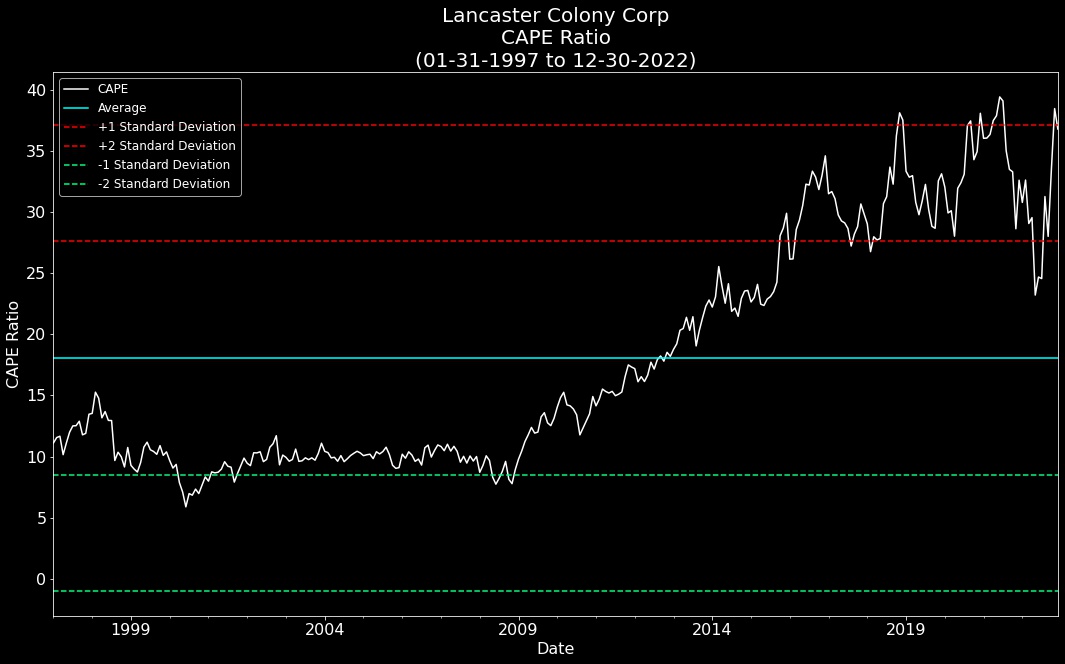 Lancaster Colony Corp
CAPE Ratio
(01-31-1997 to 12-30-2022)
CAPE
Average
+1 Standard Deviation
+2 Standard Deviation
-1 Standard Deviation
-2 Standard Deviation
40
35
30
25
20
15
10
5
0
CAPE Ratio
1999
2004
2009
2014
2019
Date